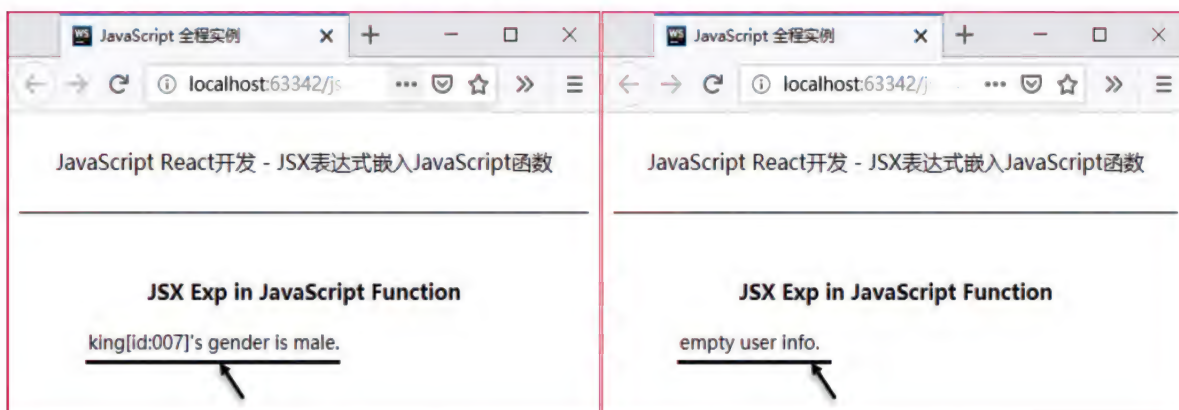 WS JavaScript 全程实例
localhost:63342/js
JavaScript React开发 - JSX表达式嵌入JavaScript函数
JSX Exp in JavaScript Function
king[id:007]'s gender is male.
WS JavaScript 全程实例
localhost:63342/j
JavaScript React开发 - JSX表达式嵌入JavaScript函数
JSX Exp in JavaScript Function
empty user info.